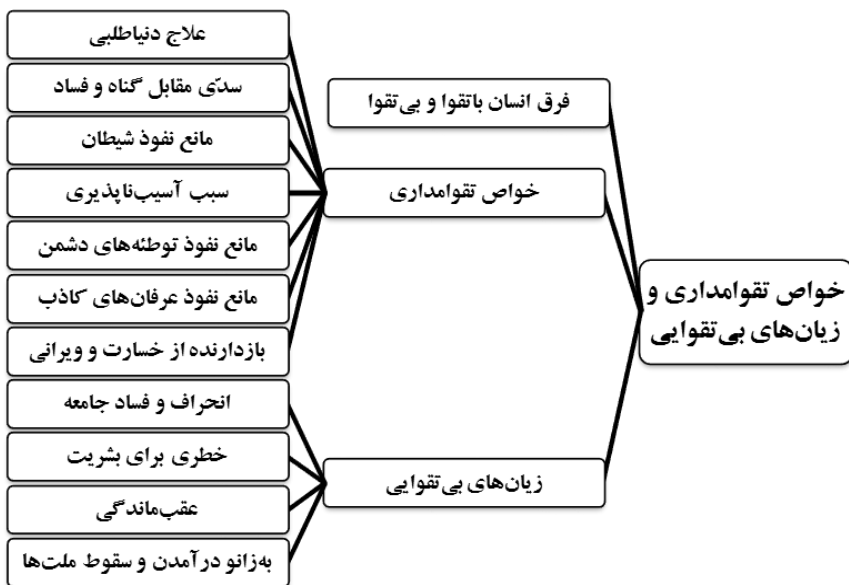 خواص تقوامداری و
زیان‌های بی‌تقوایی
فرق انسان باتقوا و بی‌تقوا
خواص تقوامداری
علاج دنیاطلبی
سدّی مقابل گناه و فساد
مانع نفوذ شیطان
سبب آسیب‌ناپذیری
مانع نفوذ توطئه‌های دشمن
مانع نفوذ عرفان‌های کاذب
بازدارنده از خسارت و ویرانی
زیان‌های بی‌تقوایی
انحراف و فساد جامعه
خطری برای بشریت
عقب‌ماندگی
به‌زانو درآمدن و سقوط ملت‌ها